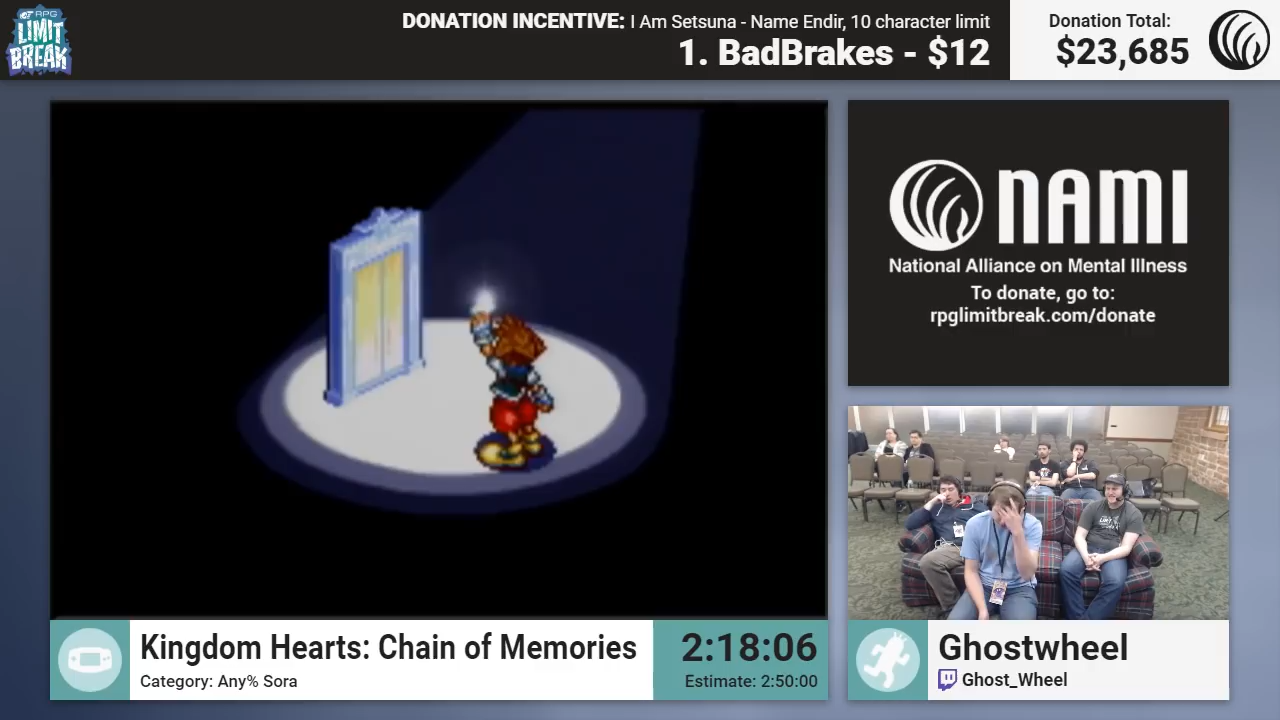 RPG
LIMIT
BREAK
DONATION INCENTIVE: I Am Setsuna - Name Endir, 10 character limit
1. BadBrakes - $12
Donation Total:
$23,685
NAMI
National Alliance on Mental Illness
To donate, go to:
rpglimitbreak.com/donate
Kingdom Hearts: Chain of Memories
Category: Any% Sora
2:18:06
Estimate: 2:50:00
Ghostwheel
Ghost_Wheel